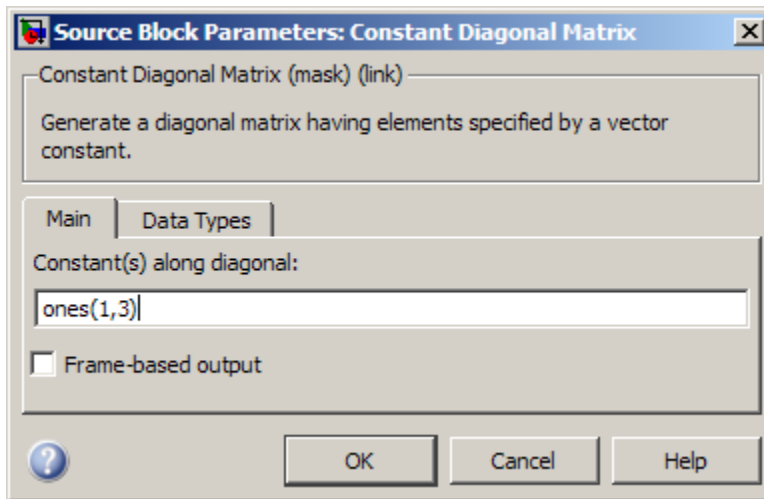 Source Block Parameters: Constant Diagonal Matrix
Constant Diagonal Matrix (mask) (link)
Generate a diagonal matrix having elements specified by a vector
constant.
Main
Data Types
Constant(s) along diagonal:
ones(1,3)
Frame-based output
OK
Cancel
Help